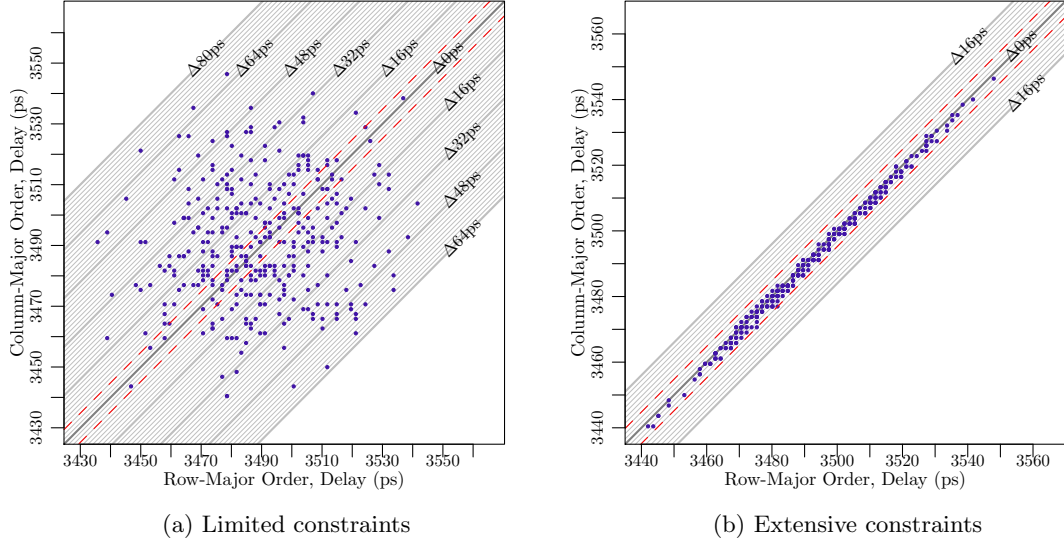 Column-Major Order, Delay (ps)
3430
3450
3470
3490
3510
3530
3550
Δ80ps
Δ64ps
Δ48ps
Δ32ps
Δ16ps
Δ0ps
Δ16ps
Δ32ps
Δ48ps
Δ64ps
3430
3450
3470
3490
3510
3530
3550
Row-Major Order, Delay (ps)
(a) Limited constraints
Column-Major Order, Delay (ps)
3440
3460
3480
3500
3520
3540
3560
Δ16ps
Δ0ps
Δ16ps
3440
3460
3480
3500
3520
3540
3560
Row-Major Order, Delay (ps)
(b) Extensive constraints